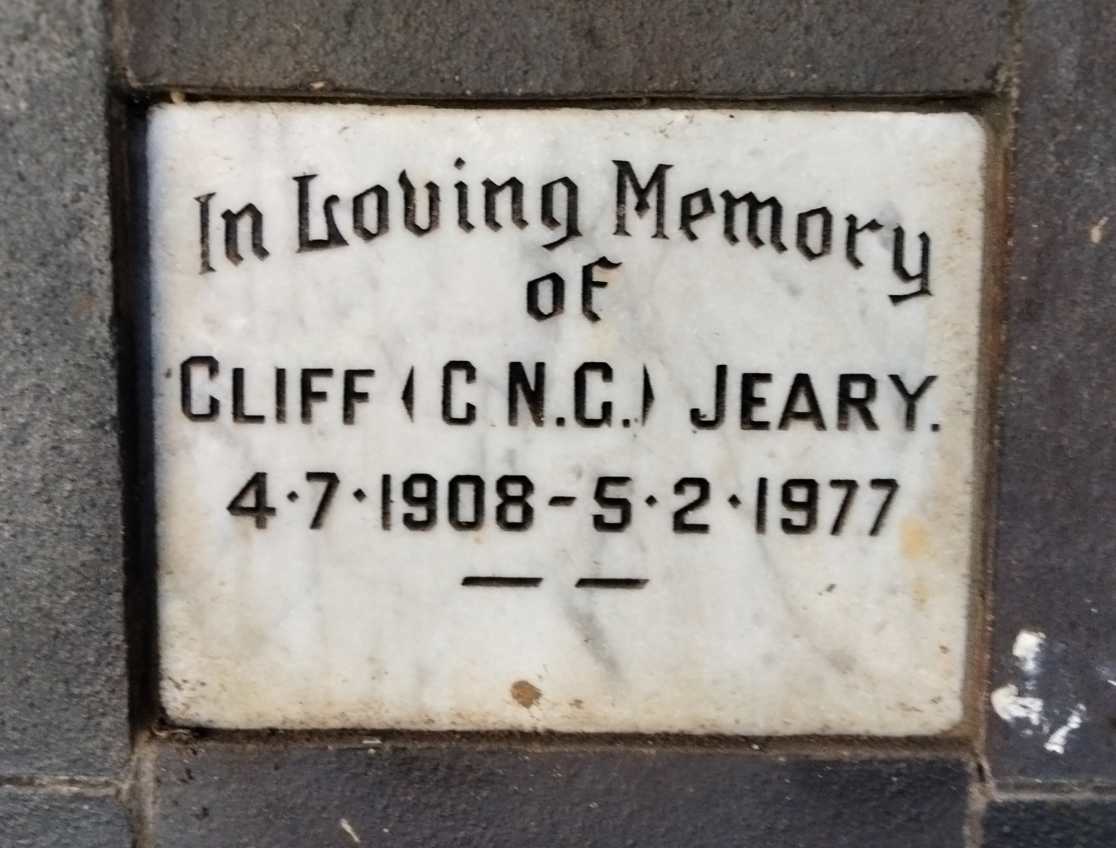 In Loving Memory
of
CLIFF (C N.C.) JEARY.
4·7·1908-5·2·1977